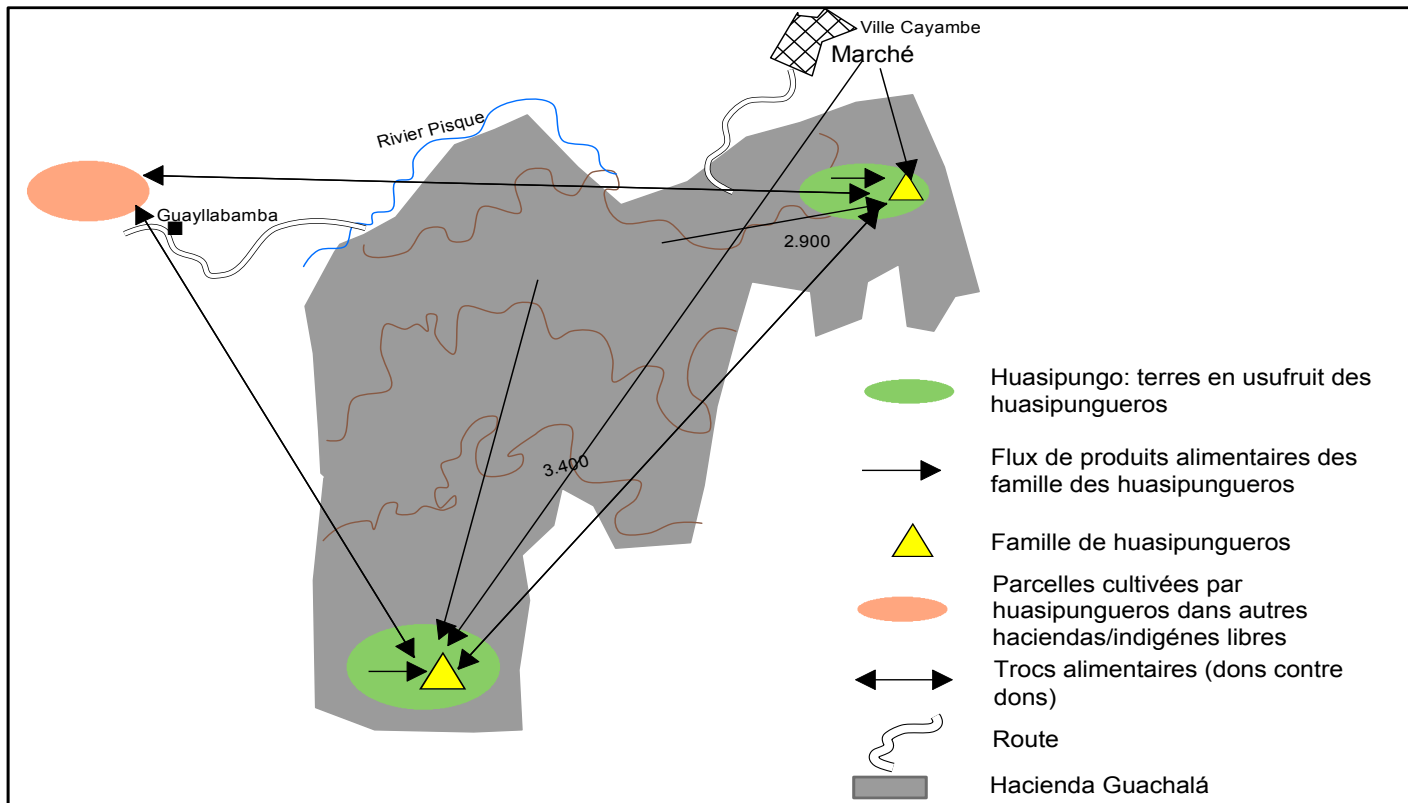 Ville Cayambe
Marché
Rivier Pisque
Guayllabamba
2.900
3.400
Huasipungo: terres en usufruit des
huasipungueros
Flux de produits alimentaires des
famille des huasipungueros
Famille de huasipungueros
Parcelles cultivées par
huasipungueros dans autres
haciendas/indigénes libres
Trocs alimentaires (dons contre
dons)
Route
Hacienda Guachalá